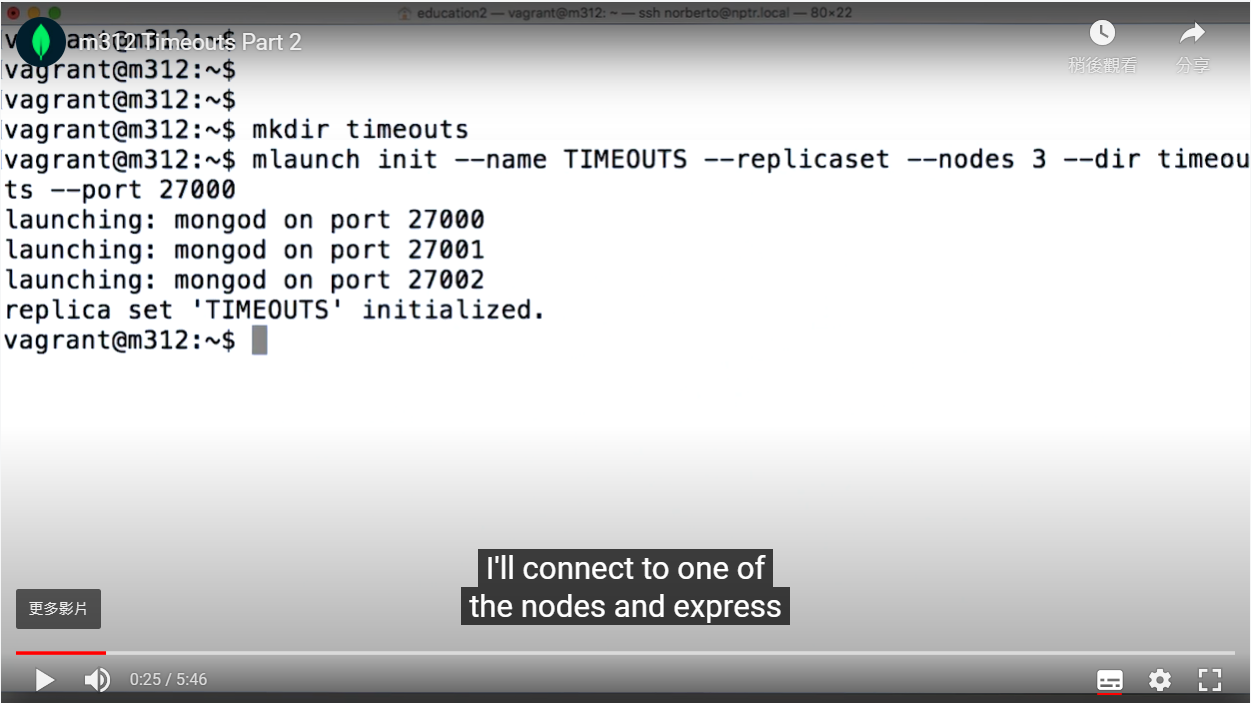 education2 — vagrant@m312: ~ — ssh norberto@nptr.local — 80×22
m312 Timeouts Part 2
稍後觀看
分享
vagrant@m312:~$
vagrant@m312:~$
vagrant@m312:~$
vagrant@m312:~$ mkdir timeouts
vagrant@m312:~$ mlaunch init --name TIMEOUTS --replicaset --nodes 3 --dir timeou
ts --port 27000
launching: mongod on port 27000
launching: mongod on port 27001
launching: mongod on port 27002
replica set 'TIMEOUTS' initialized.
vagrant@m312:~$
I'll connect to one of
the nodes and express
更多影片
0:25 / 5:46